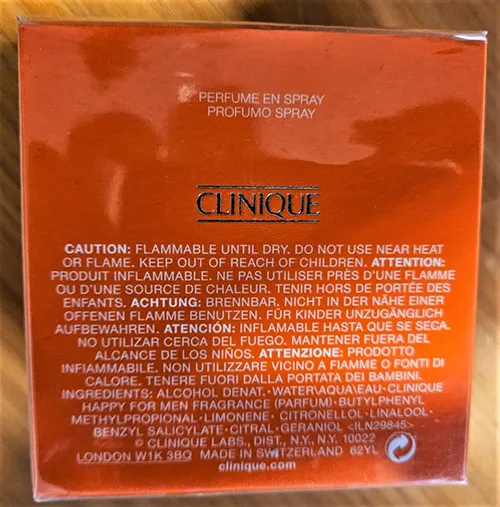 PERFUME EN SPRAY
PROFUMO SPRAY
CLINIQUE
CAUTION: FLAMMABLE UNTIL DRY. DO NOT USE NEAR HEAT
OR FLAME. KEEP OUT OF REACH OF CHILDREN. ATTENTION:
PRODUIT INFLAMMABLE. NE PAS UTILISER PRÈS D'UNE FLAMME
OU D'UNE SOURCE DE CHALEUR. TENIR HORS DE PORTÉE DES
ENFANTS. ACHTUNG: BRENNBAR. NICHT IN DER NÄHE EINER
OFFENEN FLAMME BENUTZEN. FÜR KINDER UNZUGÄNGLICH
AUFBEWAHREN. ATENCIÓN: INFLAMABLE HASTA QUE SE SECA.
NO UTILIZAR CERCA DEL FUEGO. MANTENER FUERA DEL
ALCANCE DE LOS NIÑOS. ATTENZIONE: PRODOTTO
INFIAMMABILE. NON UTILIZZARE VICINO A FIAMME O FONTI DI
CALORE. TENERE FUORI DALLA PORTATA DEI BAMBINI.
INGREDIENTS: ALCOHOL DENAT.•WATER\AQUA\EAU•CLINIQUE
HAPPY FOR MEN FRAGRANCE (PARFUM)•BUTYLPHENYL
METHYLPROPIONAL•LIMONENE•CITRONELLOL•LINALOOL•
BENZYL SALICYLATE•CITRAL•GERANIOL <ILN29845>
© CLINIQUE LABS., DIST., N.Y., N.Y. 10022
LONDON W1K 3BQ MADE IN SWITZERLAND 62YL
clinique.com